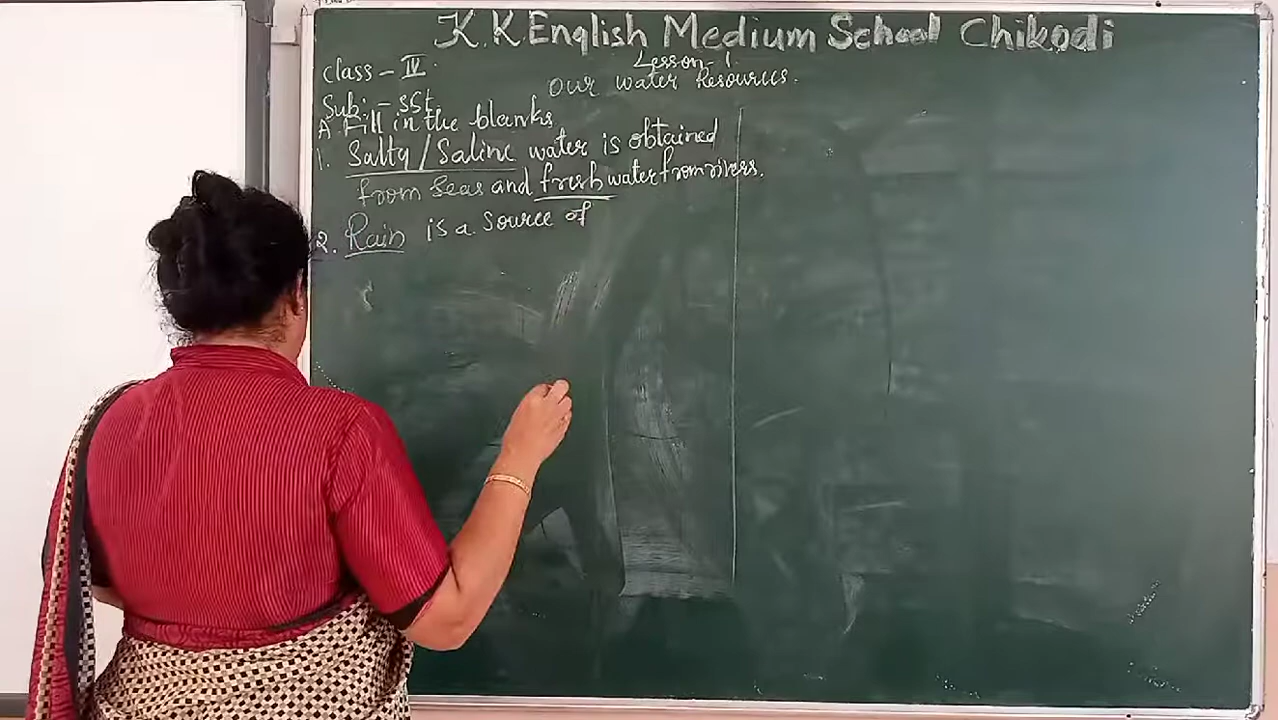 K.K English Medium School Chikodi
Lesson-1.
Class - IV.
Our water Resources.
Sub:- SSt.
A. Fill in the blanks
1. Salty/Saline water is obtained
from Seas and fresh water from rivers.
2. Rain is a source of